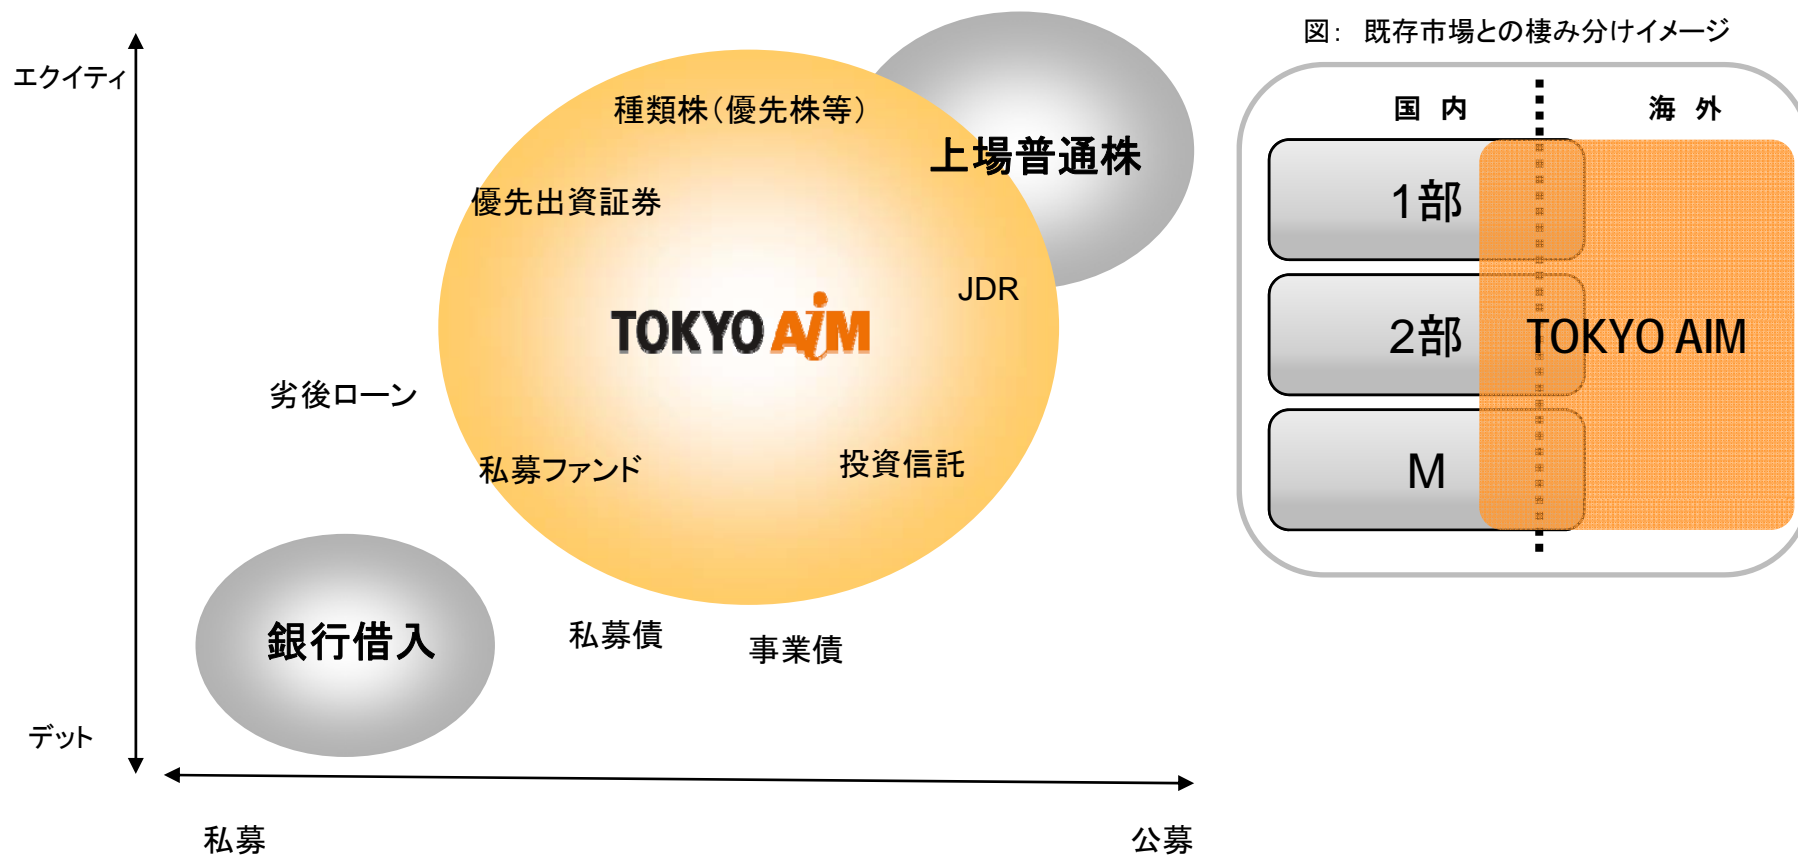 図： 既存市場との棲み分けイメージ
エクイティ
種類株（優先株等）
上場普通株
優先出資証券
JDR
TOKYO AiM
劣後ローン
私募ファンド
投資信託
銀行借入
私募債
事業債
デット
私募
公募
国 内
海 外
1部
2部
TOKYO AIM
M